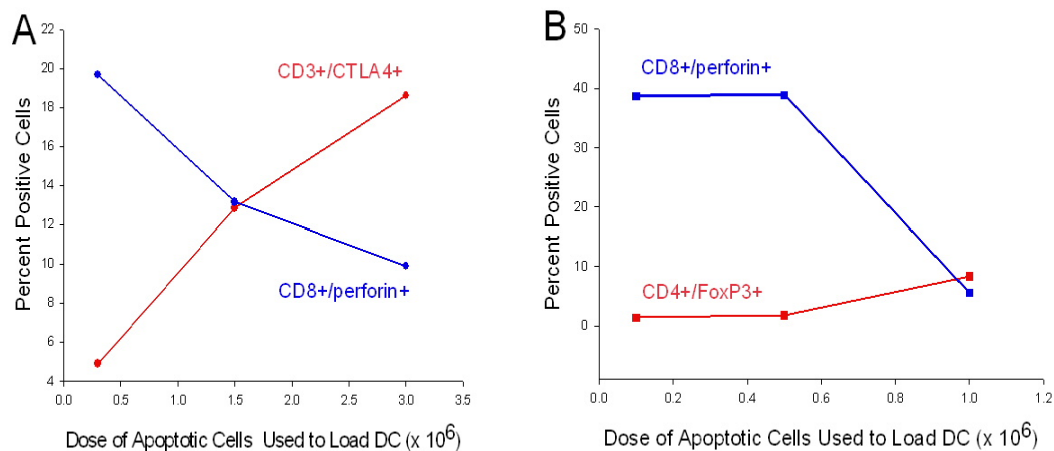 A
22
20
18
16
14
12
10
8
6
4
Percent Positive Cells
CD3+/CTLA4+
CD8+/perforin+
0.0 0.5 1.0 1.5 2.0 2.5 3.0 3.5
Dose of Apoptotic Cells Used to Load DC (x 10⁶)
B
50
40
30
20
10
0
Percent Positive Cells
CD8+/perforin+
CD4+/FoxP3+
0.0 0.2 0.4 0.6 0.8 1.0 1.2
Dose of Apoptotic Cells Used to Load DC (x 10⁶)